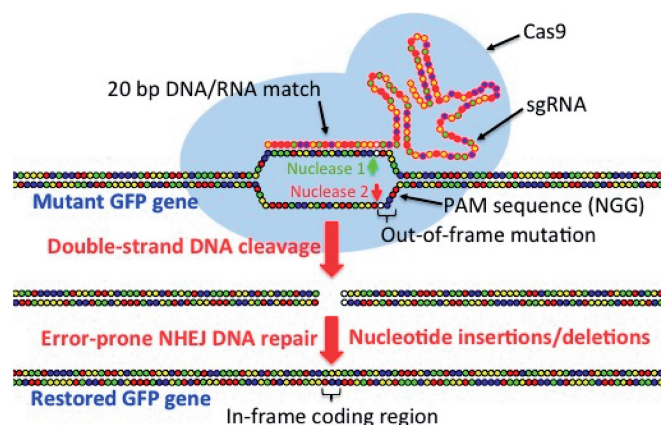 Cas9
20 bp DNA/RNA match
sgRNA
Nuclease 1
Nuclease 2
Mutant GFP gene
PAM sequence (NGG)
Out-of-frame mutation
Double-strand DNA cleavage
Error-prone NHEJ DNA repair
Nucleotide insertions/deletions
Restored GFP gene
In-frame coding region